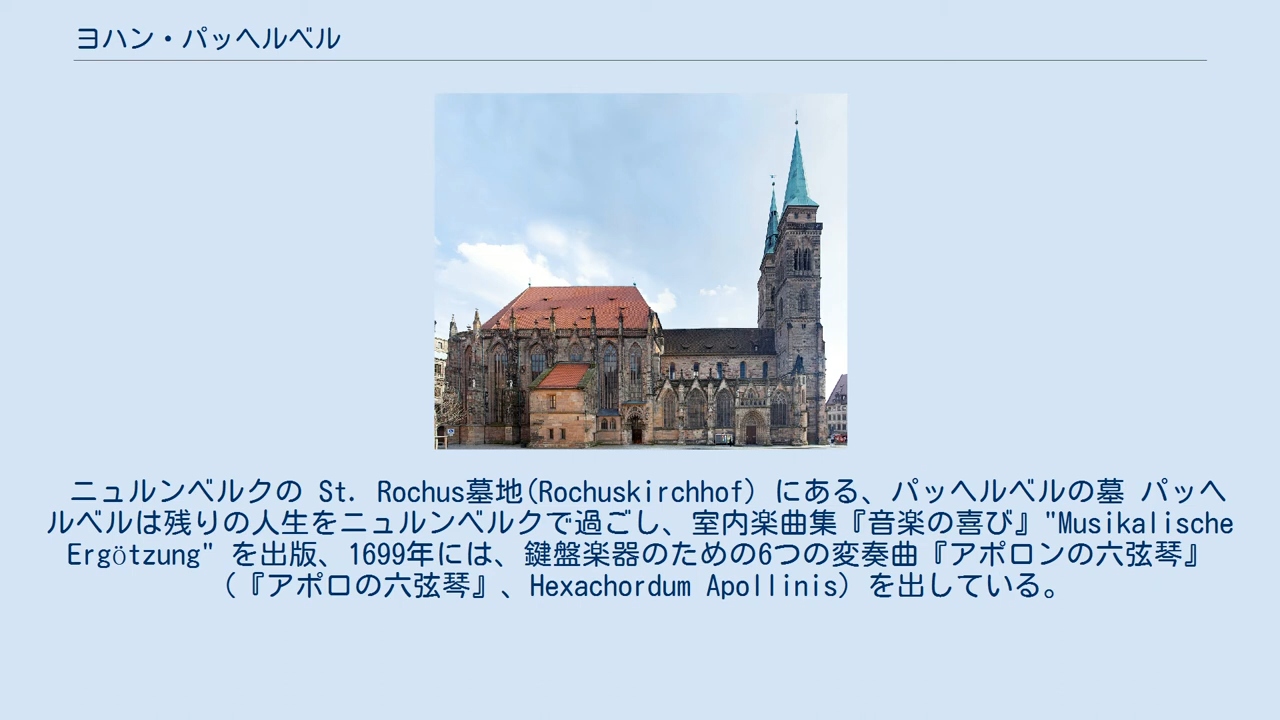 ヨハン・パッヘルベル
ニュルンベルクの St. Rochus墓地(Rochuskirchhof) にある、パッヘルベルの墓 パッヘ
ルベルは残りの人生をニュルンベルクで過ごし、室内楽曲集『音楽の喜び』"Musikalische
Ergötzung" を出版、1699年には、鍵盤楽器のための6つの変奏曲『アポロンの六弦琴』
（『アポロの六弦琴』、Hexachordum Apollinis) を出している。